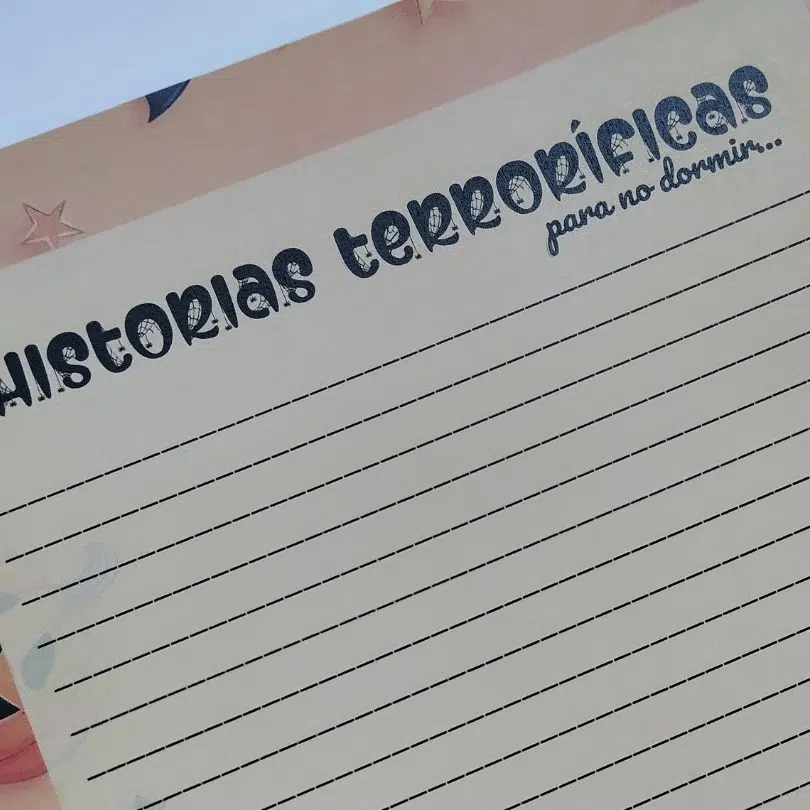 HISTORIAS terroríficas
para no dormir...